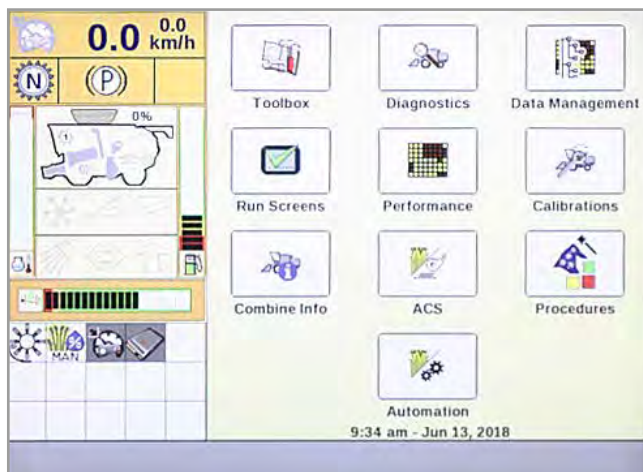 0.0
0.0
km/h
N
(P)
0%
MAN
Toolbox
Diagnostics
Data Management
Run Screens
Performance
Calibrations
Combine Info
ACS
Procedures
Automation
9:34 am - Jun 13, 2018